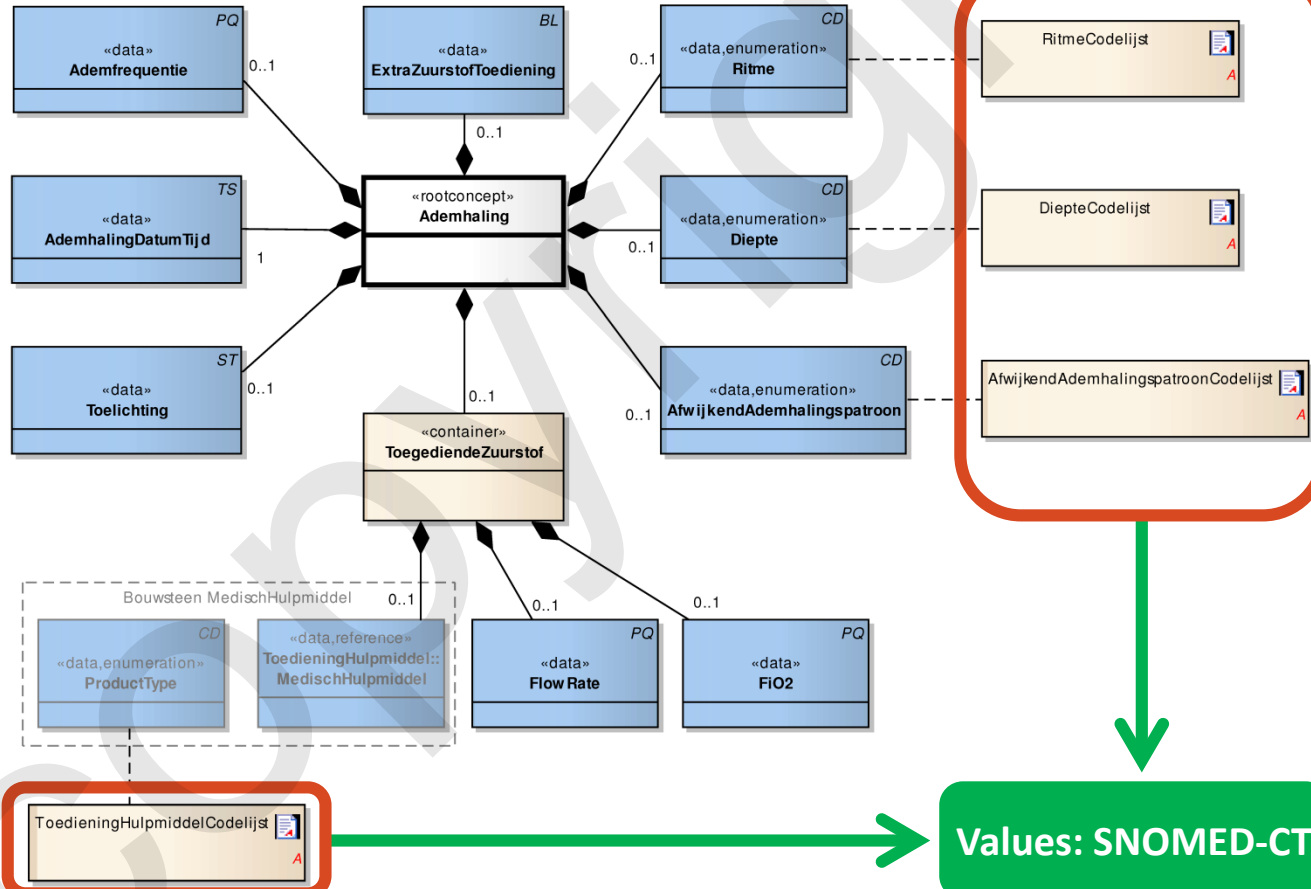 PQ
«data»
Ademfrequentie
0..1
BL
«data»
ExtraZuurstofToediening
0..1
CD
«data,enumeration»
Ritme
0..1
RitmeCodelijst
A
TS
«data»
AdemhalingDatumTijd
1
«rootconcept»
Ademhaling
CD
«data,enumeration»
Diepte
0..1
DiepteCodelijst
A
ST
«data»
Toelichting
0..1
0..1
«container»
ToegediendeZuurstof
CD
«data,enumeration»
AfwijkendAdemhalingspatroon
0..1
AfwijkendAdemhalingspatroonCodelijst
A
Bouwsteen MedischHulpmiddel
CD
«data,enumeration»
ProductType
0..1
«data,reference»
ToedieningHulpmiddel::
MedischHulpmiddel
0..1
PQ
«data»
FlowRate
0..1
PQ
«data»
FiO2
ToedieningHulpmiddelCodelijst
A
Values: SNOMED-CT
copyrig